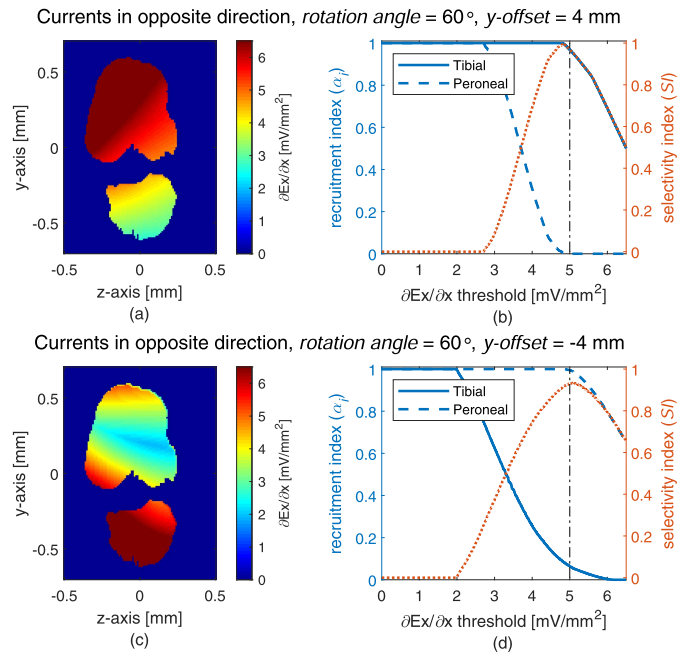 Currents in opposite direction, rotation angle = 60°, y-offset = 4 mm
y-axis [mm]
0.5
0
-0.5
-0.5
0
0.5
z-axis [mm]
(a)
6
5
4
3
2
1
0
∂Ex/∂x [mV/mm²]
recruitment index (αᵢ)
1
0.8
0.6
0.4
0.2
0
Tibial
Peroneal
0
1
2
3
4
5
6
∂Ex/∂x threshold [mV/mm²]
(b)
1
0.8
0.6
0.4
0.2
0
selectivity index (SI)
Currents in opposite direction, rotation angle = 60°, y-offset = -4 mm
y-axis [mm]
0.5
0
-0.5
-0.5
0
0.5
z-axis [mm]
(c)
6
5
4
3
2
1
0
∂Ex/∂x [mV/mm²]
recruitment index (αᵢ)
1
0.8
0.6
0.4
0.2
0
Tibial
Peroneal
0
1
2
3
4
5
6
∂Ex/∂x threshold [mV/mm²]
(d)
1
0.8
0.6
0.4
0.2
0
selectivity index (SI)